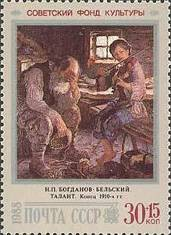 СОВЕТСКИЙ ФОНД КУЛЬТУРЫ
Н.П. БОГДАНОВ-БЕЛЬСКИЙ.
ТАЛАНТ. Конец 1910-х гг.
1988
ПОЧТА СССР
30+15
КОП